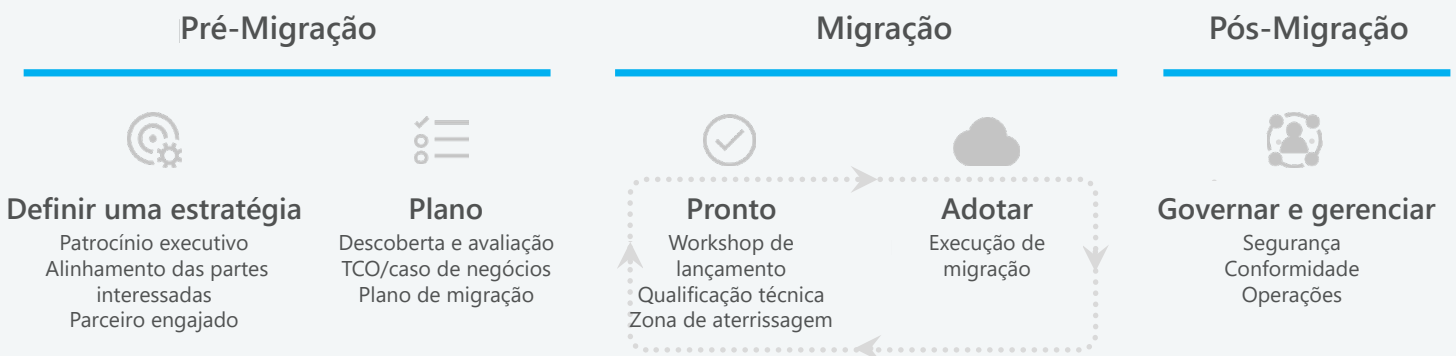 Pré-Migração
Migração
Pós-Migração
Definir uma estratégia
Patrocínio executivo
Alinhamento das partes
interessadas
Parceiro engajado
Plano
Descoberta e avaliação
TCO/caso de negócios
Plano de migração
Pronto
Workshop de
lançamento
Qualificação técnica
Zona de aterrissagem
Adotar
Execução de
migração
Governar e gerenciar
Segurança
Conformidade
Operações